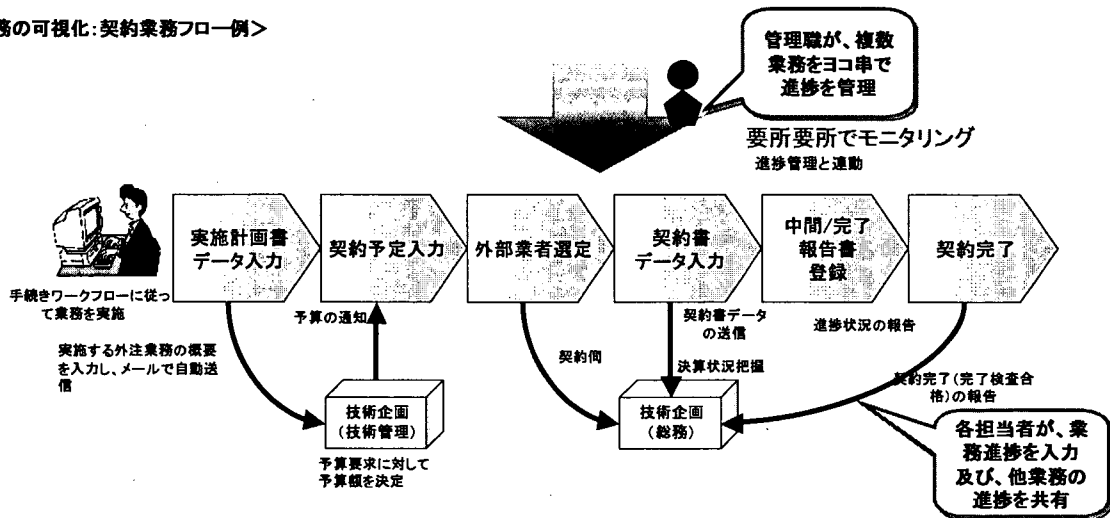 務の可視化:契約業務フロー例>
管理職が、複数
業務をヨコ串で
進捗を管理
要所要所でモニタリング
進捗管理と連動
実施計画書
データ入力
契約予定入力
外部業者選定
契約書
データ入力
中間/完了
報告書
登録
契約完了
手続きワークフローに従っ
て業務を実施
予算の通知
契約書データ
の送信
進捗状況の報告
実施する外注業務の概要
を入力し、メールで自動送
信
契約伺
決算状況把握
契約完了(完了検査合
格)の報告
技術企画
(技術管理)
技術企画
(総務)
予算要求に対して
予算額を決定
各担当者が、業
務進捗を入力
及び、他業務の
進捗を共有